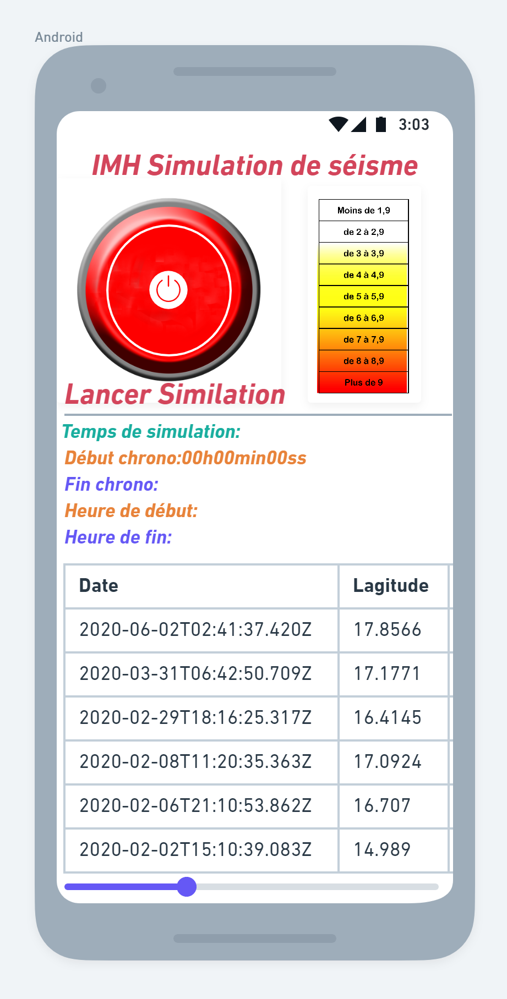 Android
3:03
IMH Simulation de séisme
Moins de 1,9
de 2 à 2,9
de 3 à 3,9
de 4 à 4,9
de 5 à 5,9
de 6 à 6,9
de 7 à 7,9
de 8 à 8,9
Plus de 9
Lancer Similation
Temps de simulation:
Début chrono:00h00min00ss
Fin chrono:
Heure de début:
Heure de fin:
Date Lagitude
2020-06-02T02:41:37.420Z 17.8566
2020-03-31T06:42:50.709Z 17.1771
2020-02-29T18:16:25.317Z 16.4145
2020-02-08T11:20:35.363Z 17.0924
2020-02-06T21:10:53.862Z 16.707
2020-02-02T15:10:39.083Z 14.989